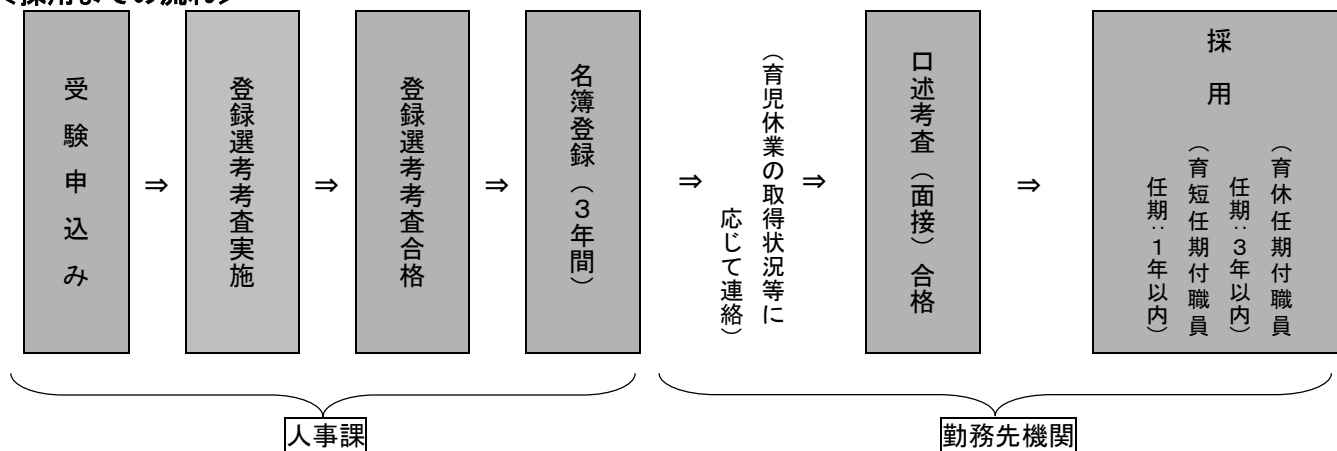 ＜採用までの流れ＞
受験申込み
⇒
登録選考考査実施
⇒
登録選考考査合格
⇒
名簿登録（３年間）
⇒
（育児休業の取得状況等に
応じて連絡）
⇒
口述考査（面接）合格
⇒
採用
（育休任期付職員
任期：３年以内）
（育短任期付職員
任期：１年以内）
人事課
勤務先機関